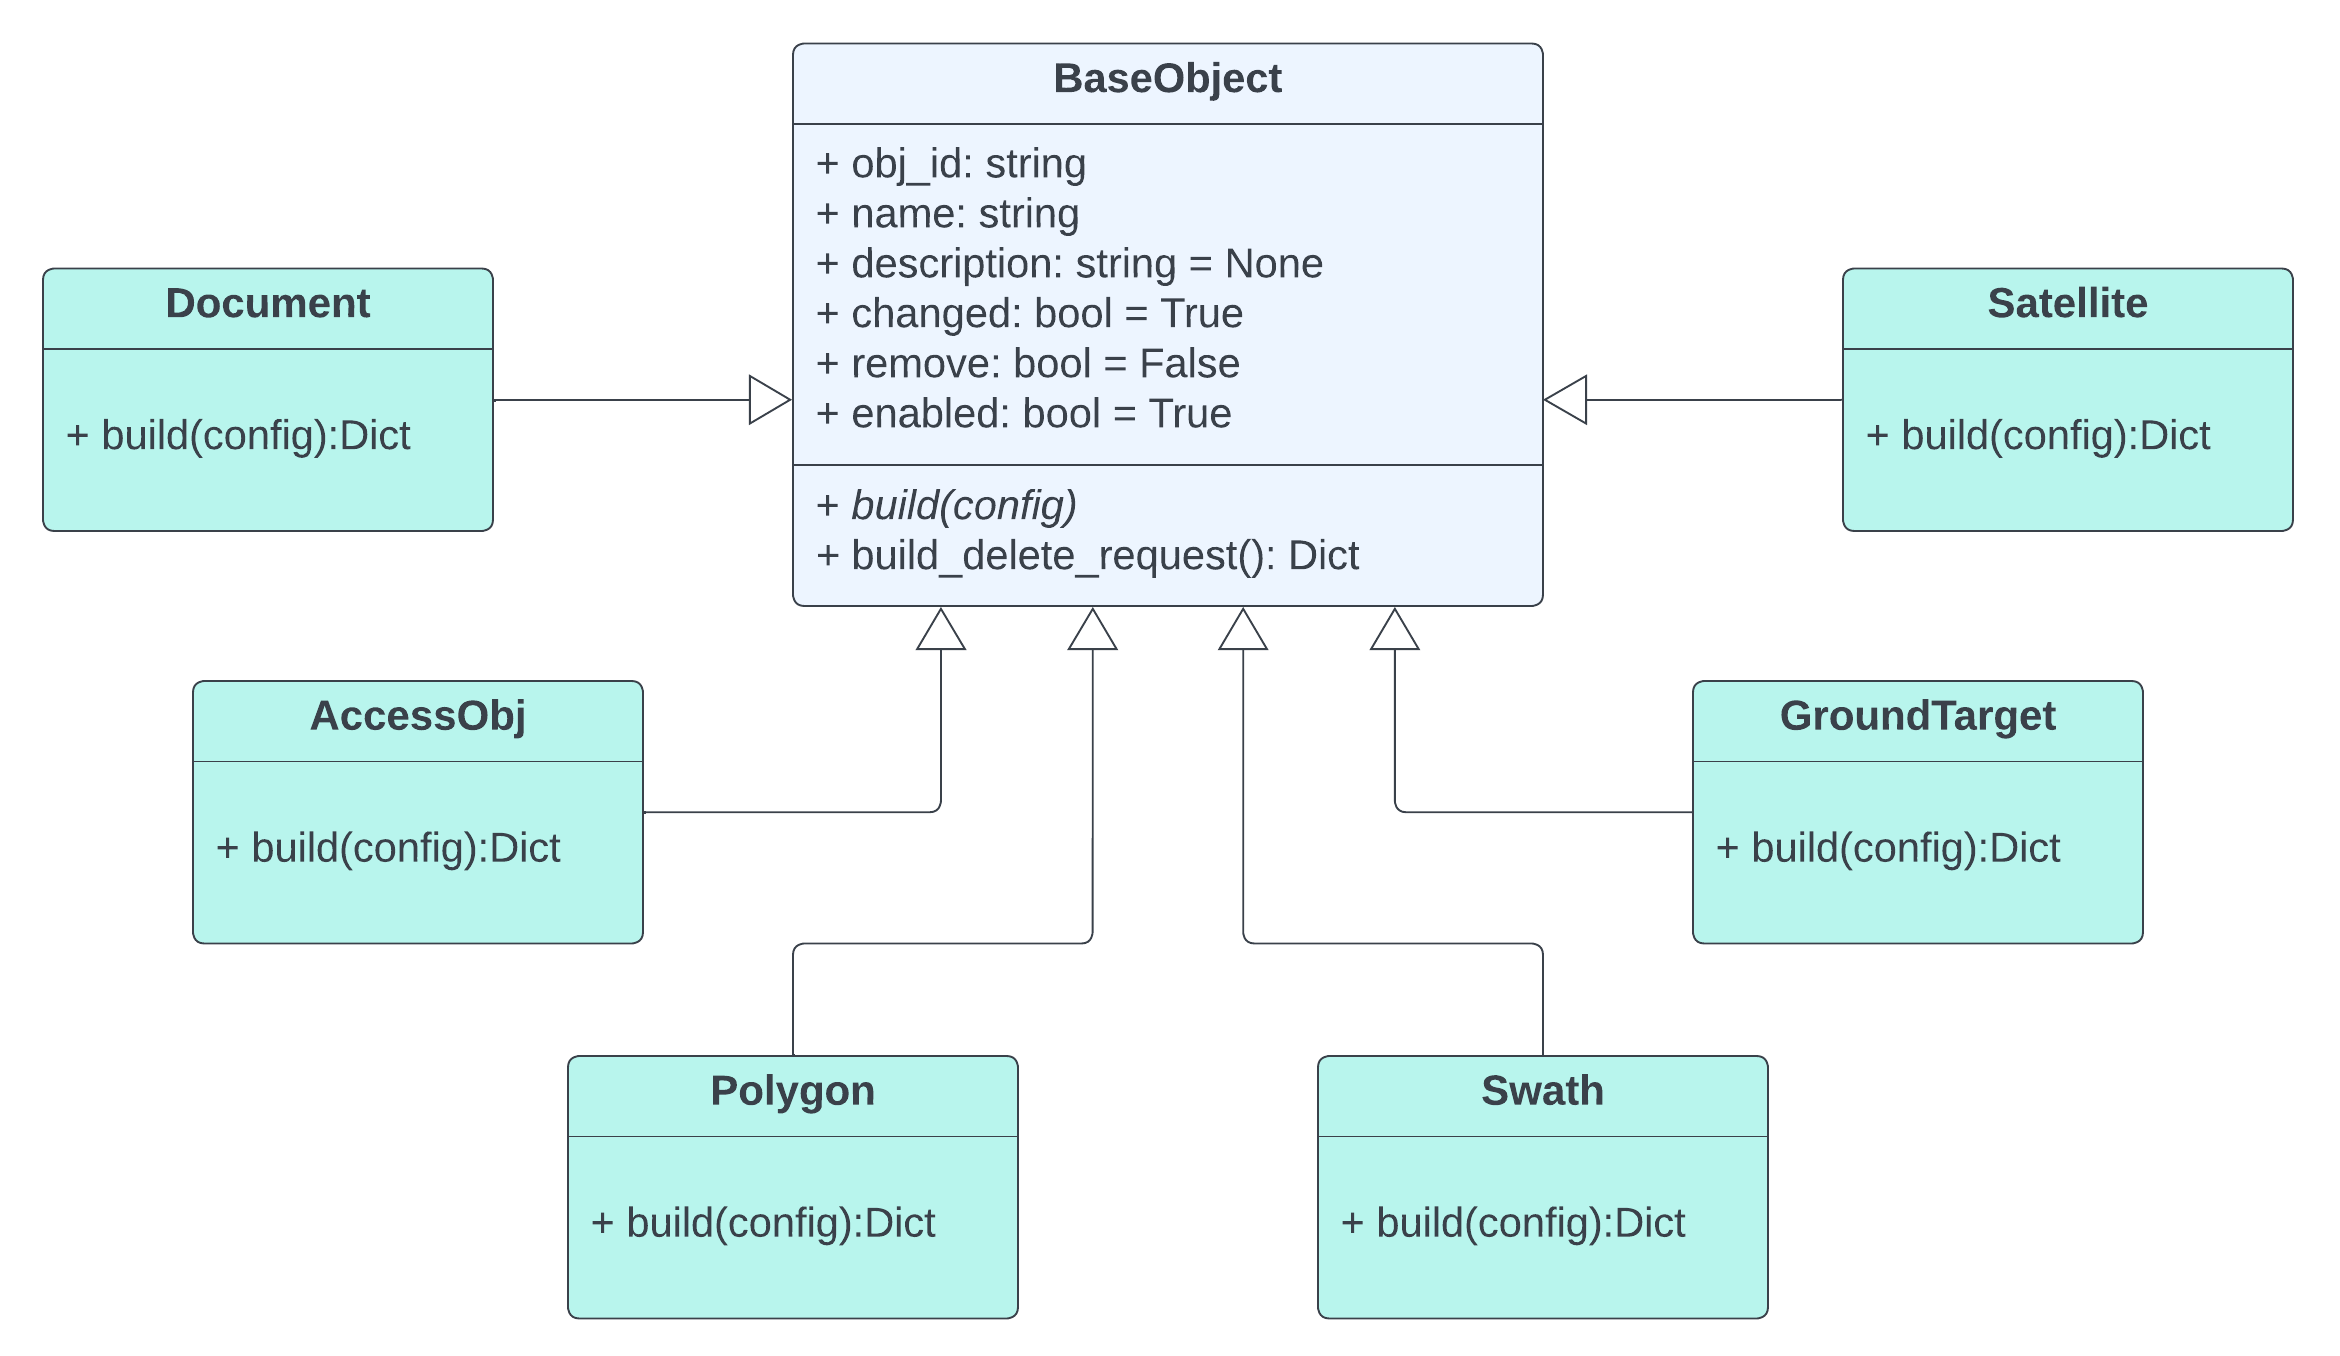 BaseObject
+ obj_id: string
+ name: string
+ description: string = None
+ changed: bool = True
+ remove: bool = False
+ enabled: bool = True
+ build(config)
+ build_delete_request(): Dict
Document
+ build(config):Dict
Satellite
+ build(config):Dict
AccessObj
+ build(config):Dict
GroundTarget
+ build(config):Dict
Polygon
+ build(config):Dict
Swath
+ build(config):Dict